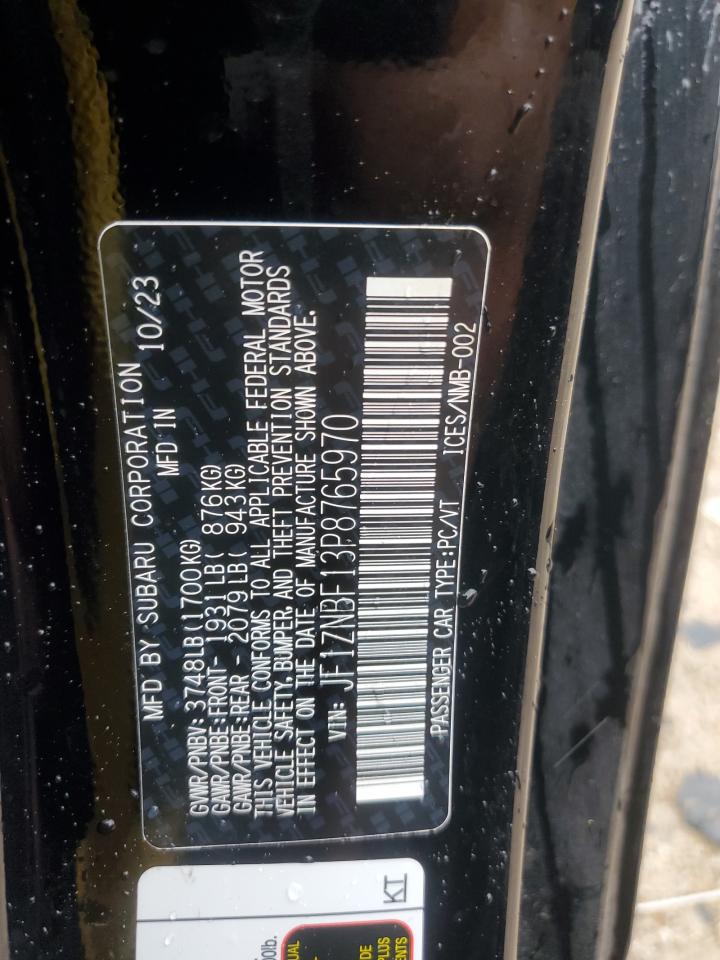 MFD BY SUBARU CORPORATION
MFD IN 10/23
GVWR/PNBV: 3748LB(1700KG)
GAWR/PNBE:FRONT- 1931LB( 876KG)
GAWR/PNBE:REAR - 2079LB( 943KG)
THIS VEHICLE CONFORMS TO ALL APPLICABLE FEDERAL MOTOR
VEHICLE SAFETY, BUMPER, AND THEFT PREVENTION STANDARDS
IN EFFECT ON THE DATE OF MANUFACTURE SHOWN ABOVE.
VIN: JF1ZNBF13P8765970
PASSENGER CAR TYPE:PC/VT ICES/NMB-002
KT